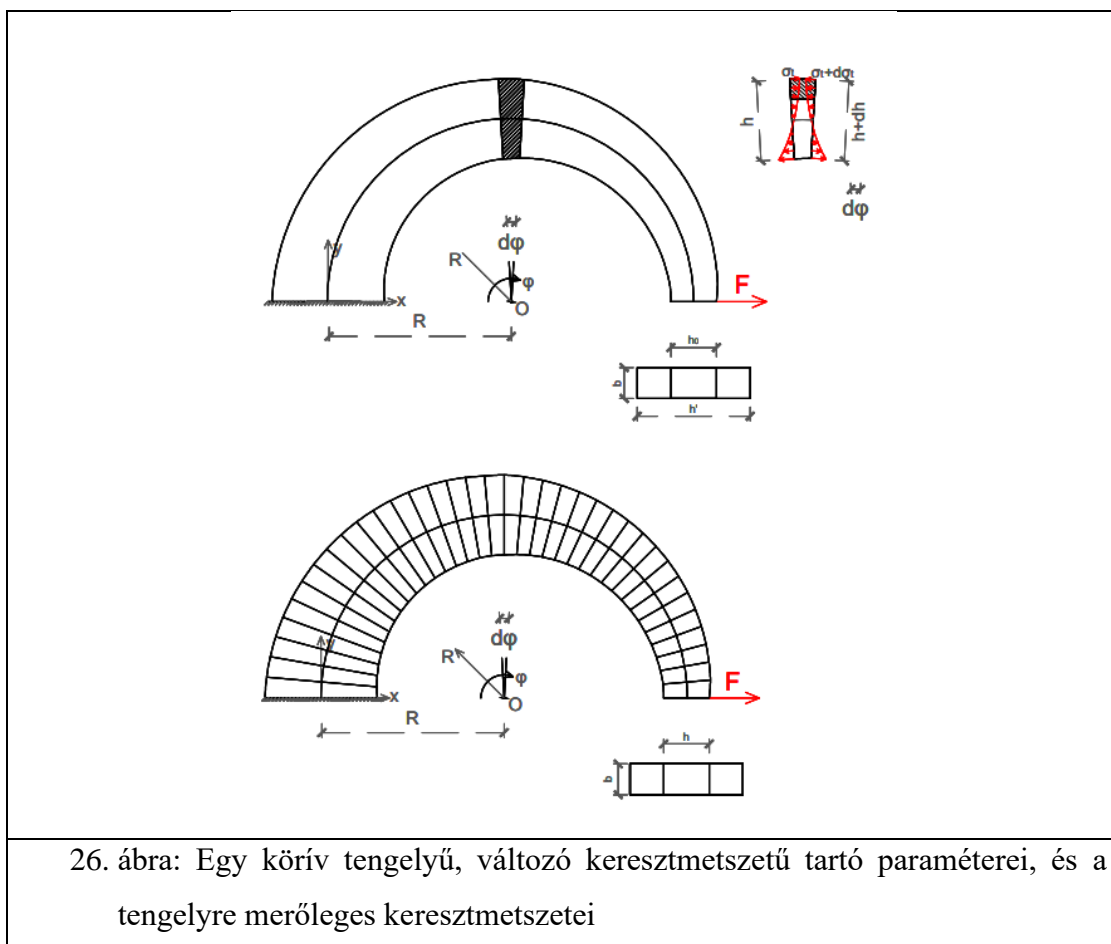 σt σt+dσt
h
h+dh
dφ
dφ
y
R
φ
F
x
O
R
h₀
b
h'
dφ
y
R
φ
F
x
O
R
h
b
26. ábra: Egy körív tengelyű, változó keresztmetszetű tartó paraméterei, és a
tengelyre merőleges keresztmetszetei